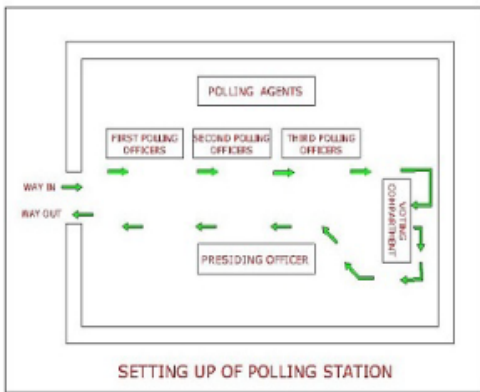 POLLING AGENTS
FIRST POLLING
OFFICERS
SECOND POLLING
OFFICERS
THIRD POLLING
OFFICERS
WAY IN
WAY OUT
VOTING
COMPARTMENT
PRESIDING OFFICER
SETTING UP OF POLLING STATION